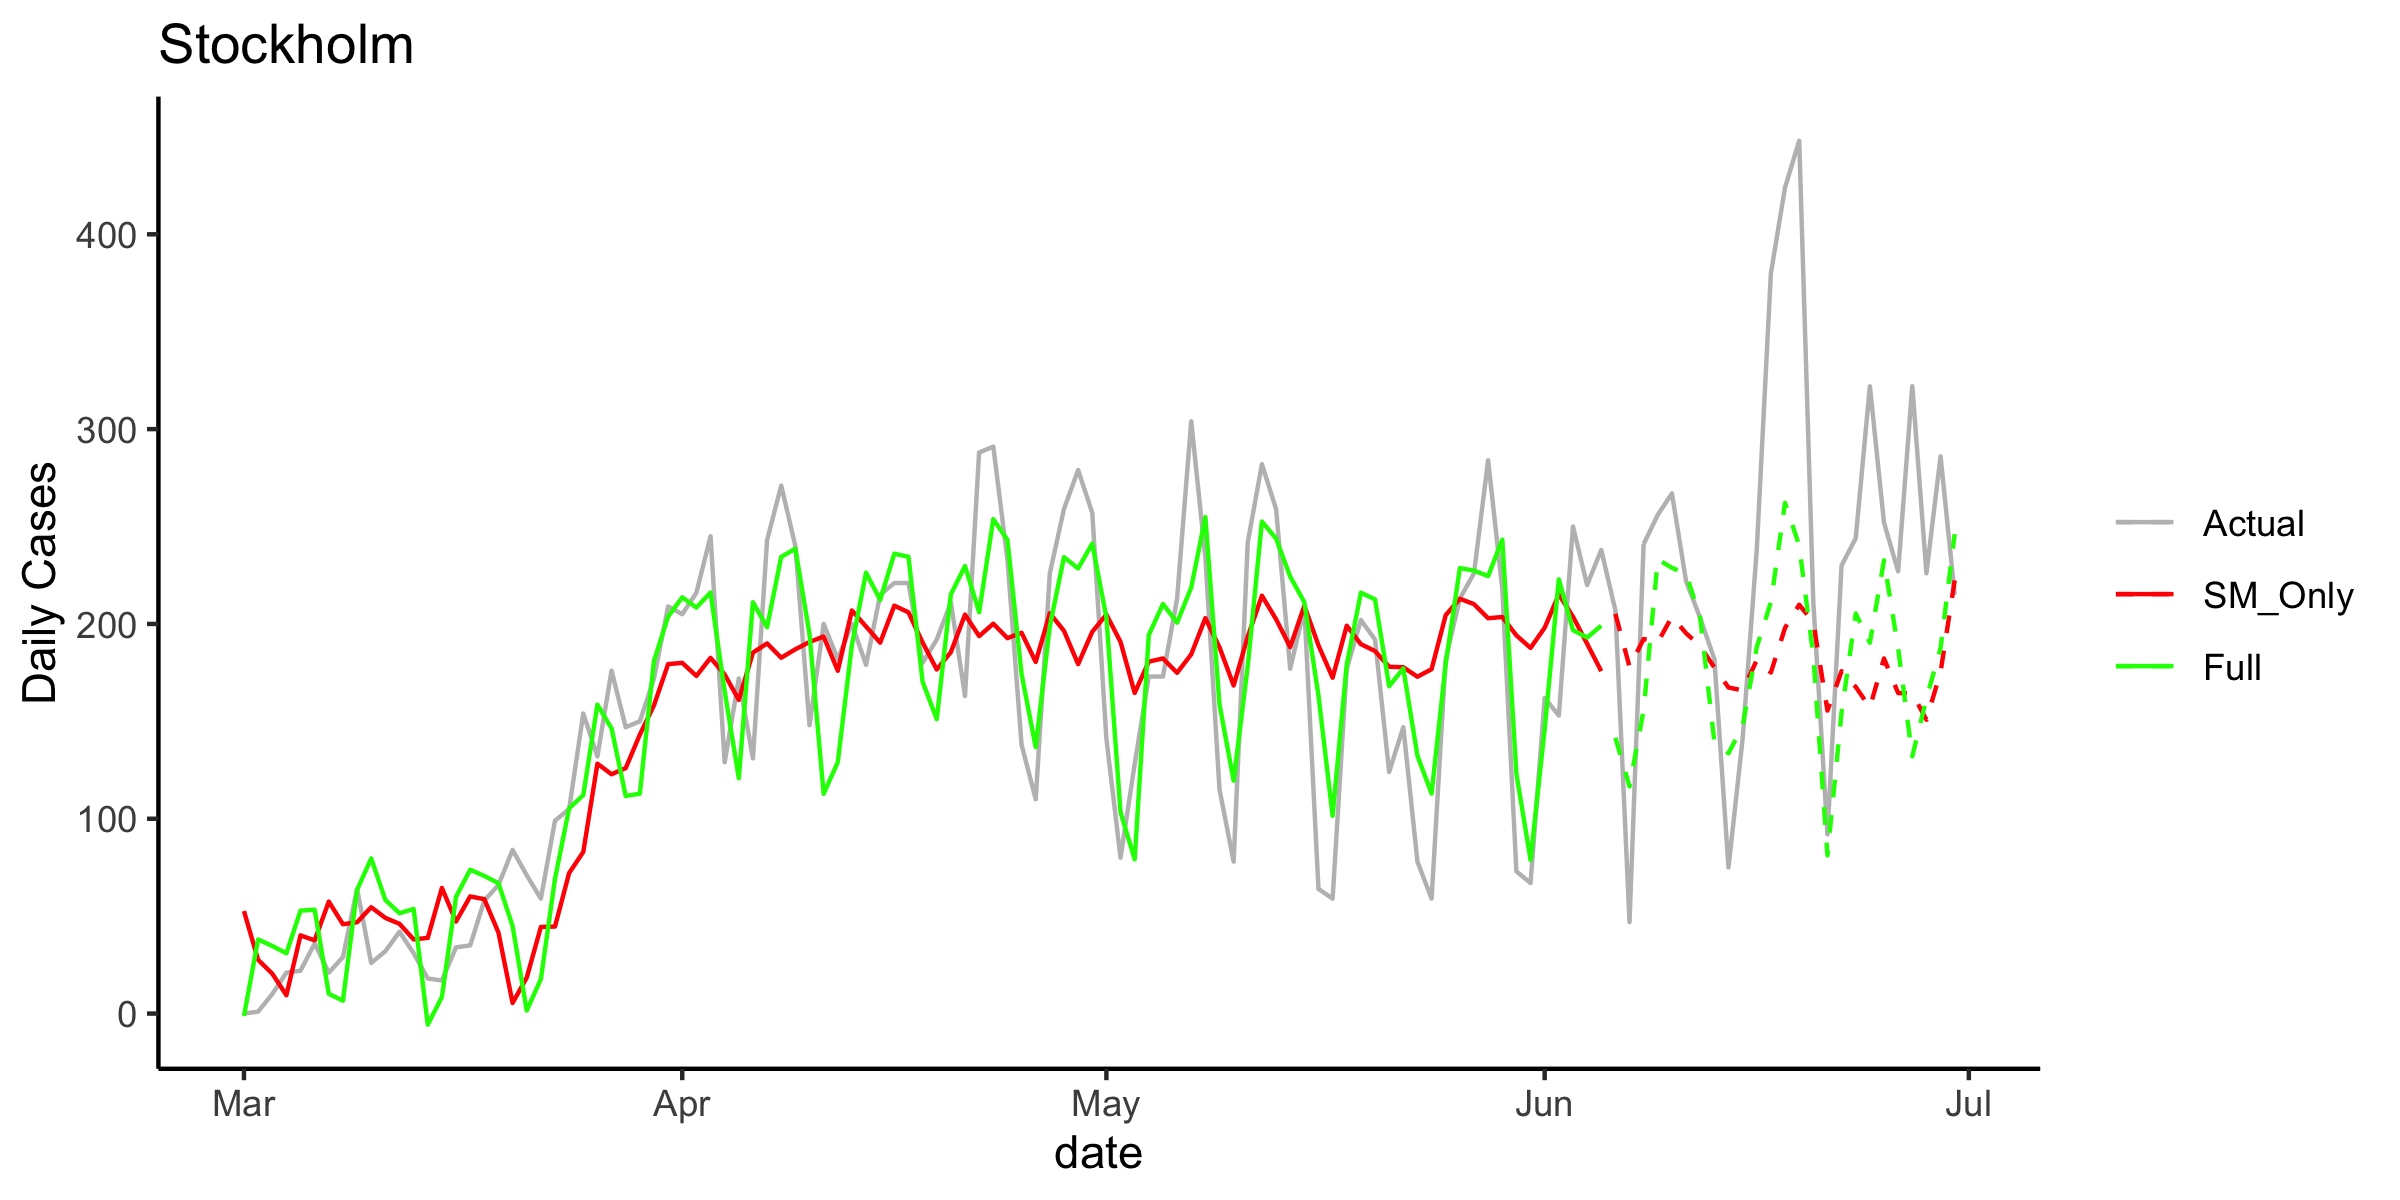 Stockholm
Daily Cases
400
300
200
100
0
Mar Apr May Jun Jul
date
Actual
SM_Only
Full